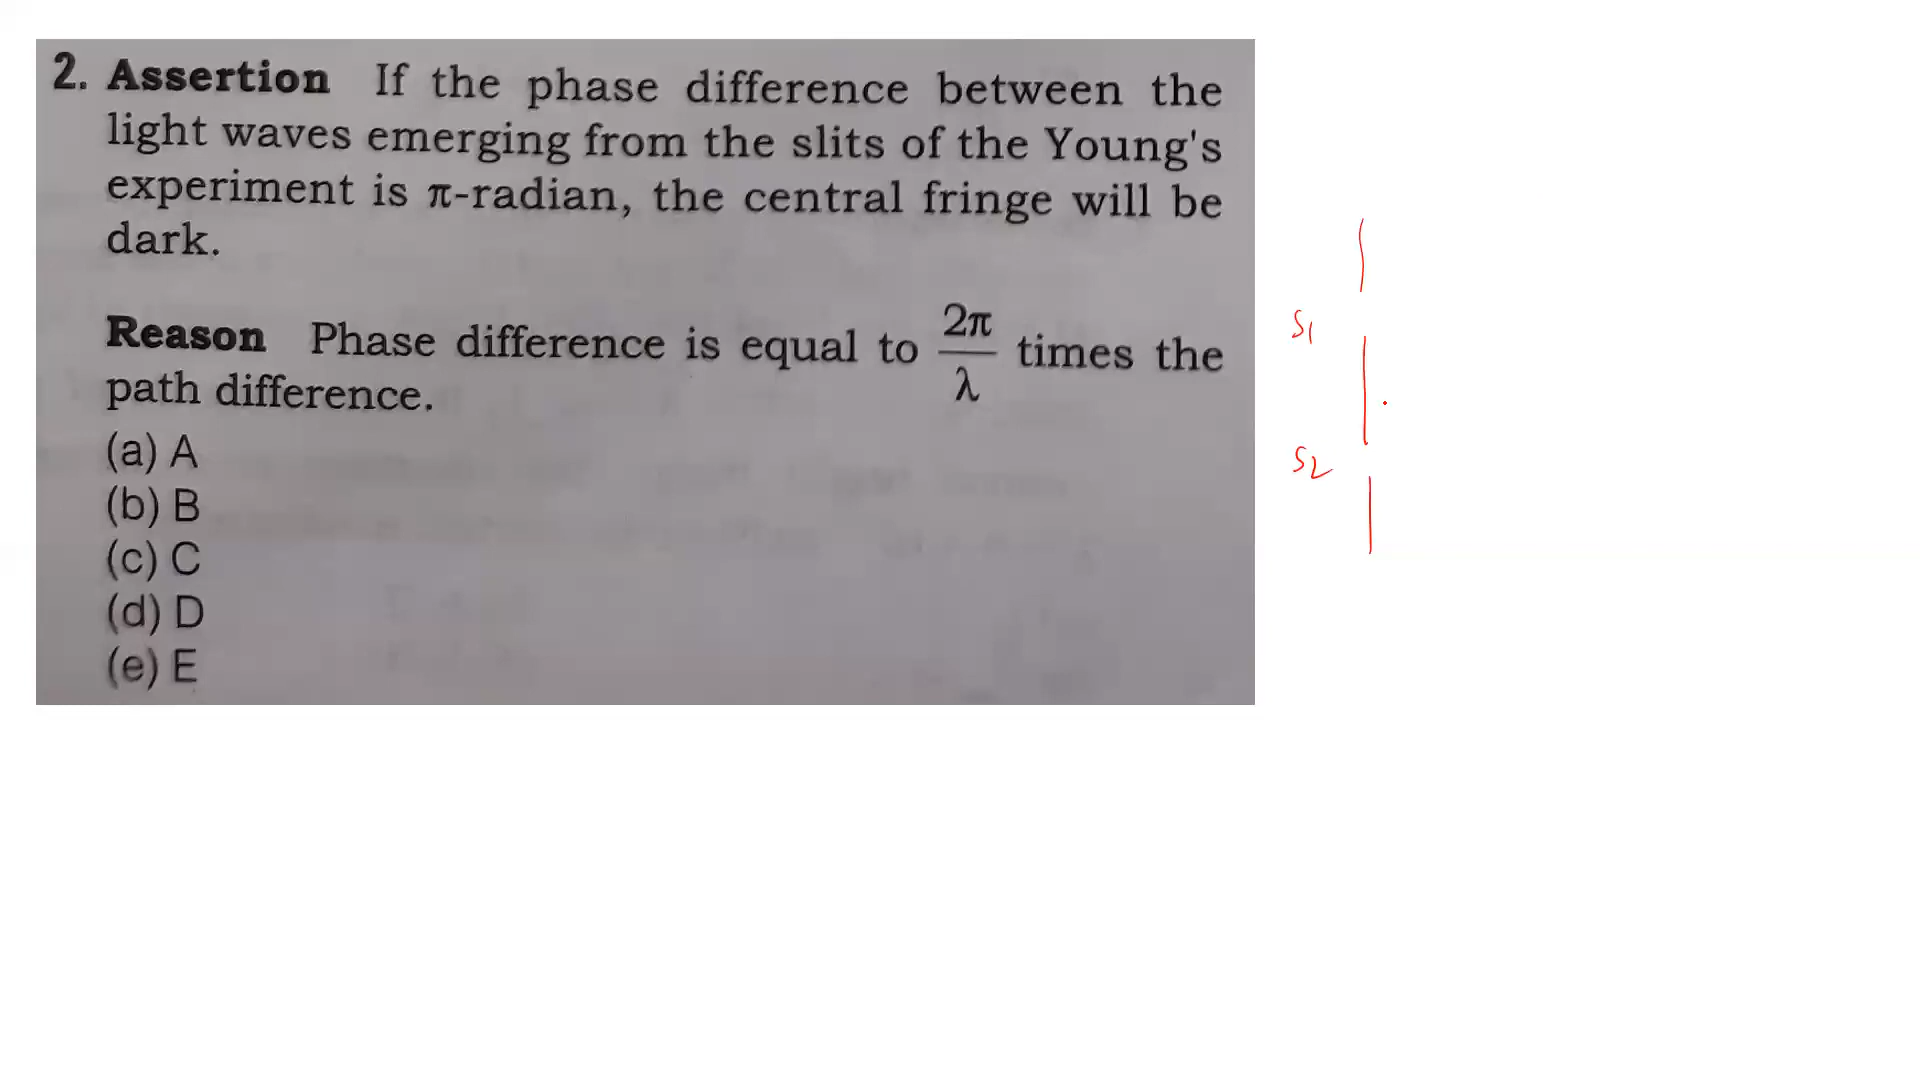 2. Assertion If the phase difference between the
light waves emerging from the slits of the Young's
experiment is π-radian, the central fringe will be
dark.
Reason Phase difference is equal to 2π/λ times the
path difference.
(a) A
(b) B
(c) C
(d) D
(e) E
S1
S2